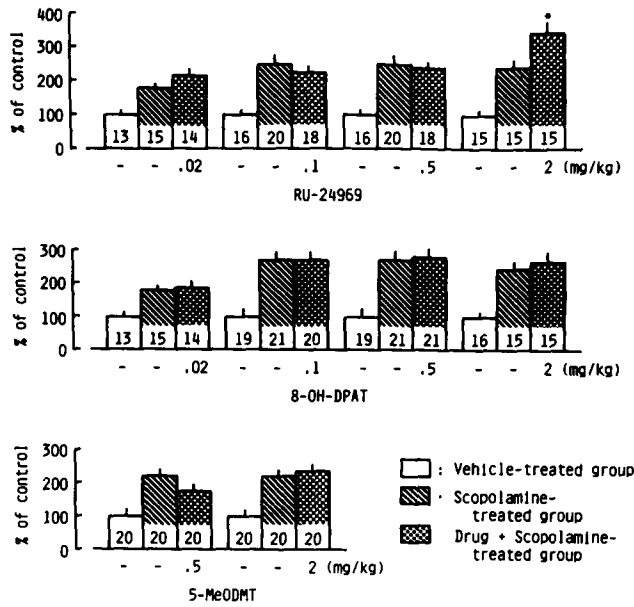 *
400
300
200
100
0
% of control
13 15 14 16 20 18 16 20 18 15 15 15
- - .02 - - .1 - - .5 - - 2 (mg/kg)
RU-24969
300
200
100
0
% of control
13 15 14 19 21 20 19 21 21 16 15 15
- - .02 - - .1 - - .5 - - 2 (mg/kg)
8-OH-DPAT
300
200
100
0
% of control
20 20 20 20 20 20
- - .5 - - 2 (mg/kg)
5-MeODMT
: Vehicle-treated group
· Scopolamine-
treated group
: Drug + Scopolamine-
treated group